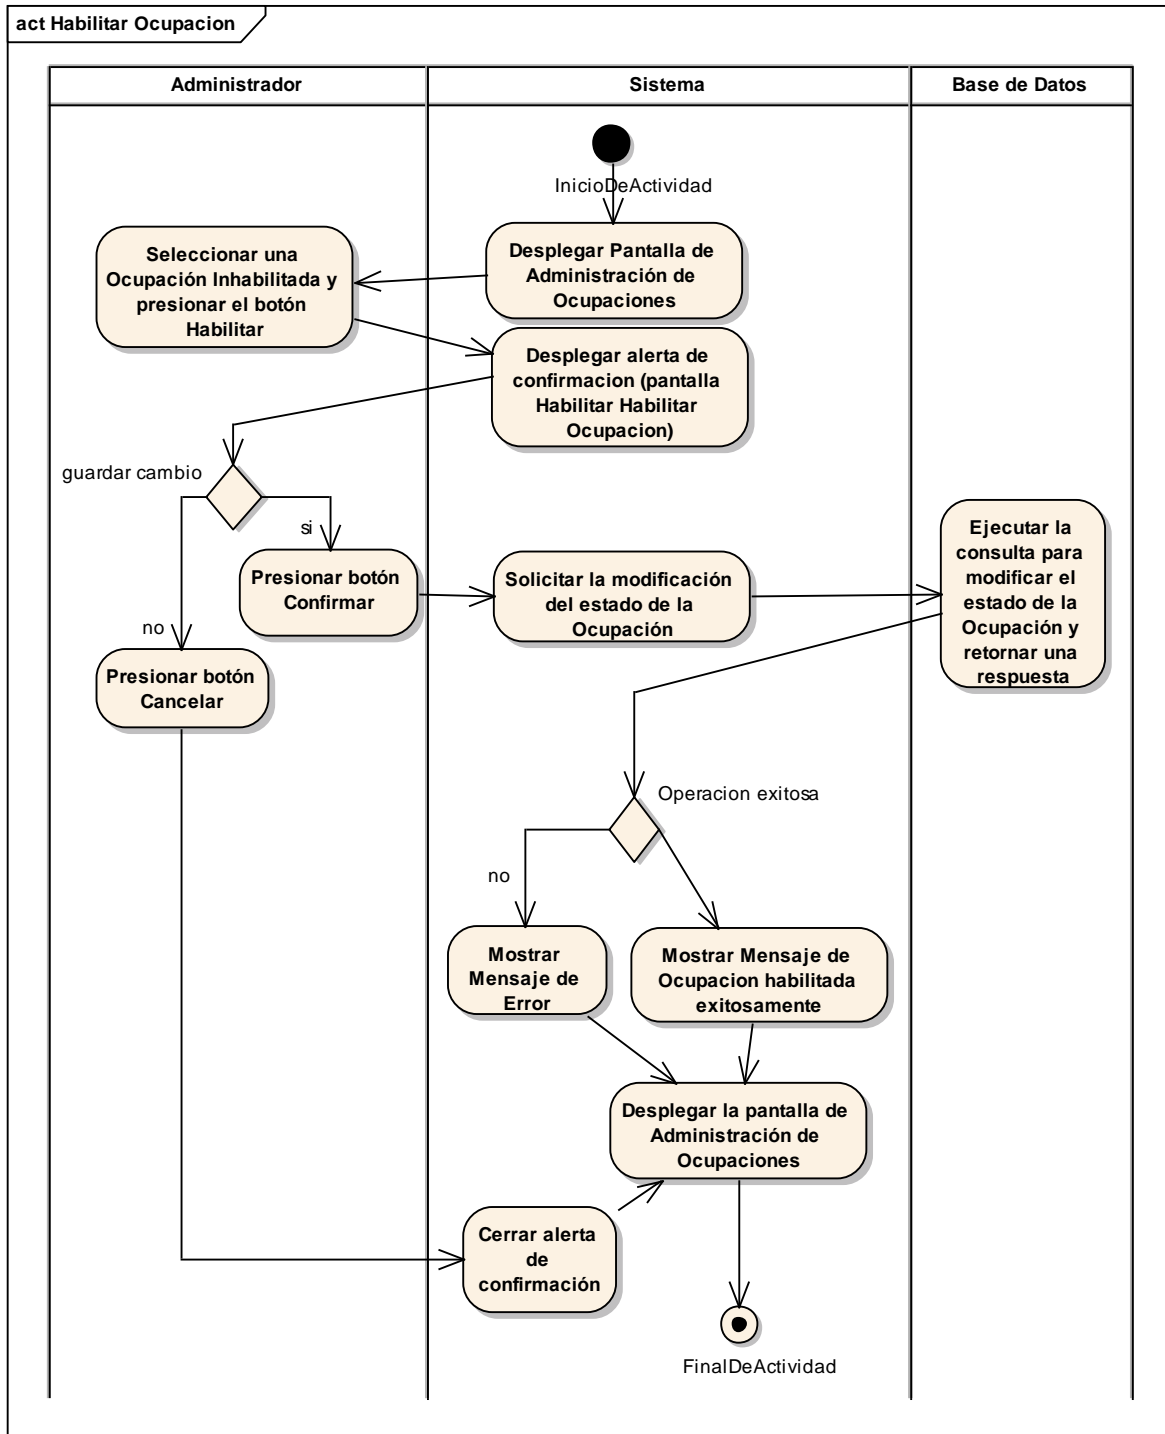 act Habilitar Ocupacion
Administrador
Sistema
Base de Datos
InicioDeActividad
Desplegar Pantalla de
Administración de
Ocupaciones
Seleccionar una
Ocupación Inhabilitada y
presionar el botón
Habilitar
Desplegar alerta de
confirmacion (pantalla
Habilitar Habilitar
Ocupacion)
guardar cambio
si
Presionar botón
Confirmar
Solicitar la modificación
del estado de la
Ocupación
Ejecutar la
consulta para
modificar el
estado de la
Ocupación y
retornar una
respuesta
no
Presionar botón
Cancelar
Operacion exitosa
no
Mostrar
Mensaje de
Error
Mostrar Mensaje de
Ocupacion habilitada
exitosamente
Desplegar la pantalla de
Administración de
Ocupaciones
Cerrar alerta
de
confirmación
FinalDeActividad